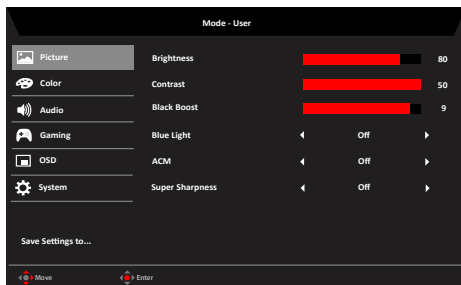 Mode - User
Picture
Brightness 80
Color
Contrast 50
Audio
Black Boost 9
Gaming
Blue Light Off
OSD
ACM Off
System
Super Sharpness Off
Save Settings to...
Move Enter